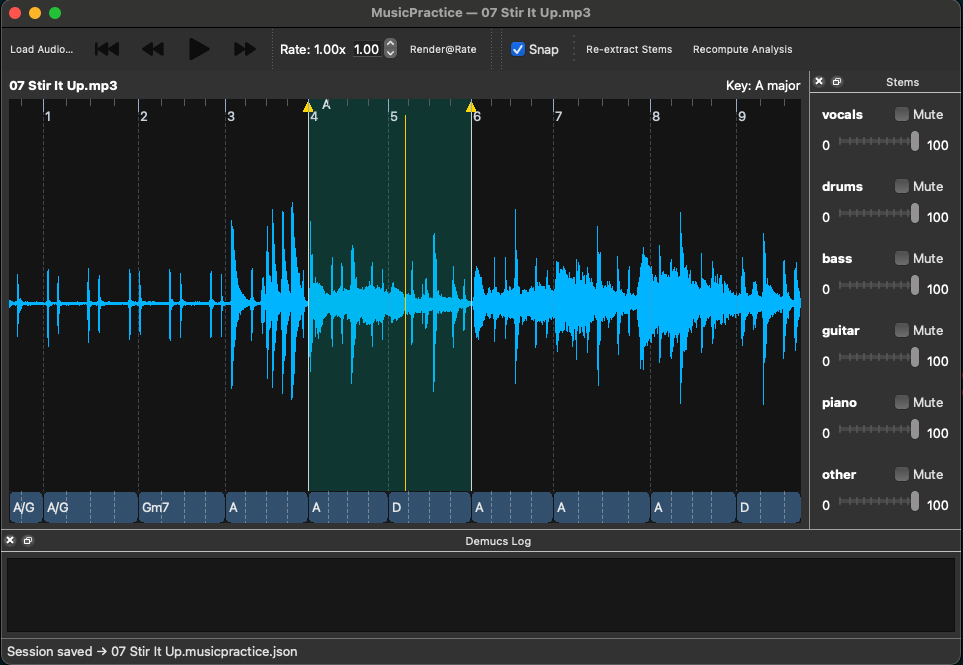 MusicPractice — 07 Stir It Up.mp3
Load Audio... Rate: 1.00x 1.00 Render@Rate Snap Re-extract Stems Recompute Analysis
07 Stir It Up.mp3 Key: A major
1 2 3 4 A 5 6 7 8 9
A/G A/G Gm7 A A D A A A D
Stems
vocals Mute
0 100
drums Mute
0 100
bass Mute
0 100
guitar Mute
0 100
piano Mute
0 100
other Mute
0 100
Demucs Log
Session saved → 07 Stir It Up.musicpractice.json